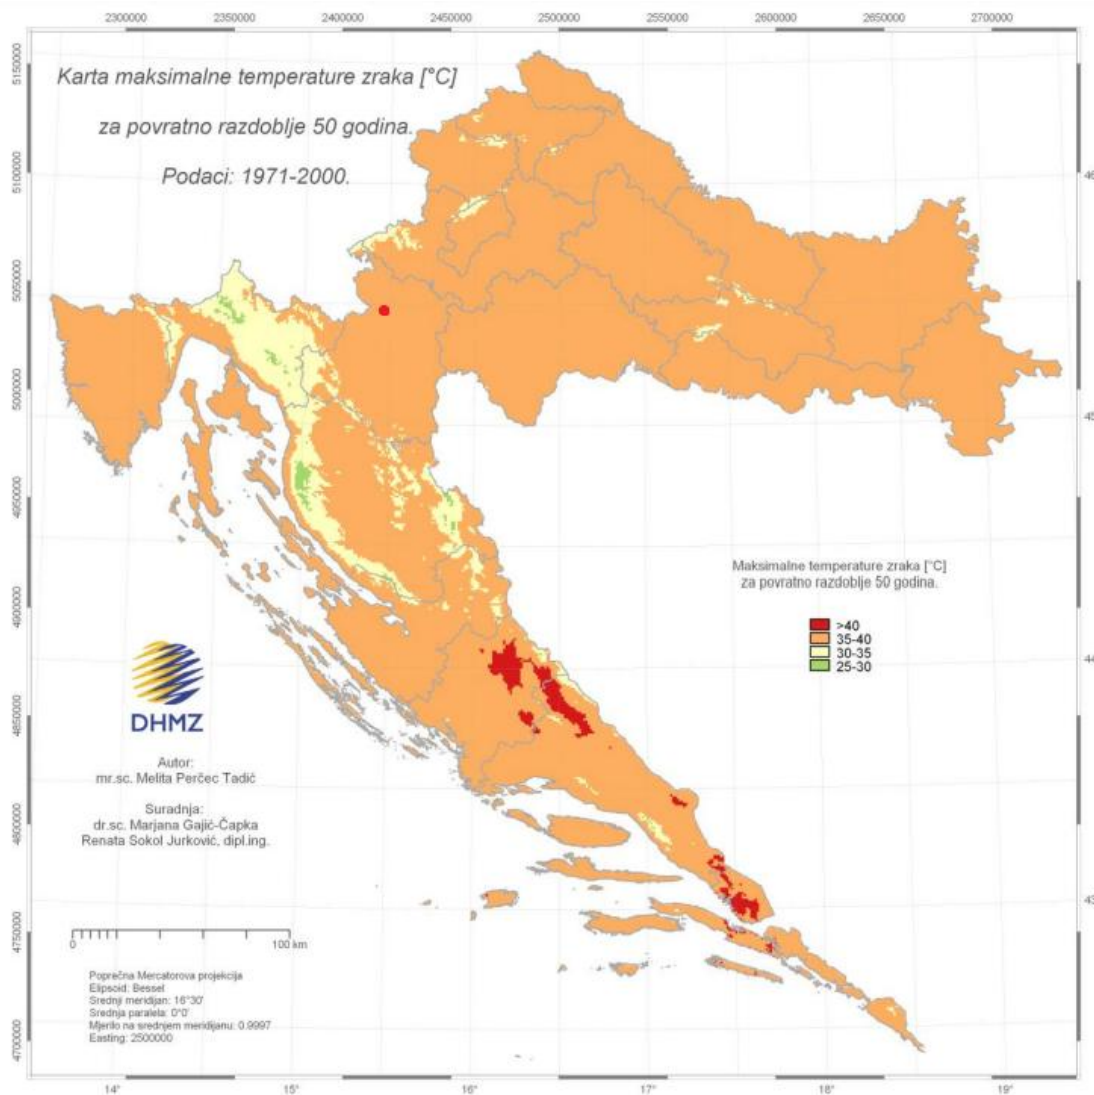 2300000 2350000 2400000 2450000 2500000 2550000 2600000 2650000 2700000
5150000
5100000
5050000
5000000
4950000
4900000
4850000
4800000
4750000
4700000
Karta maksimalne temperature zraka [°C]
za povratno razdoblje 50 godina.
Podaci: 1971-2000.
46
45
44
43
Maksimalne temperature zraka [°C]
za povratno razdoblje 50 godina.
>40
35-40
30-35
25-30
DHMZ
Autor:
mr.sc. Melita Perčec Tadić
Suradnja:
dr.sc. Marjana Gajić-Čapka
Renata Sokol Jurković, dipl.ing.
0 100 km
Poprečna Mercatorova projekcija
Elipsoid: Bessel
Srednji meridijan: 16°30'
Srednja paralela: 0°0'
Mjerilo na srednjem meridijanu: 0.9997
Easting: 2500000
14° 15° 16° 17° 18° 19°